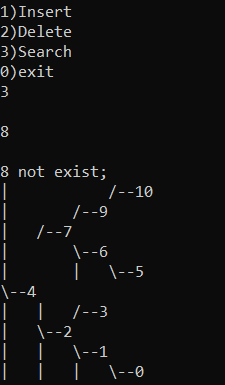 1)Insert
2)Delete
3)Search
0)exit
3

8

8 not exist;
|           /--10
|       /--9
|   /--7
|       \--6
|       |   \--5
\--4
|   |   /--3
|   \--2
|   |   \--1
|   |   |   \--0